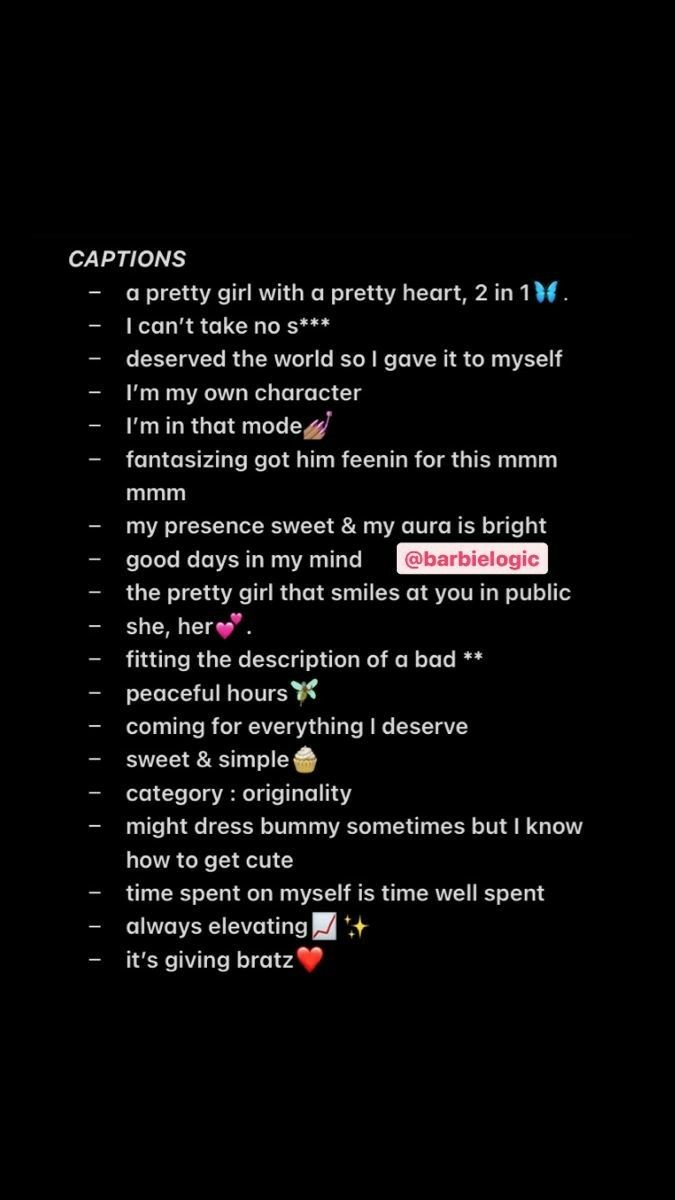 CAPTIONS
– a pretty girl with a pretty heart, 2 in 1🦋 .
– I can’t take no s***
– deserved the world so I gave it to myself
– I’m my own character
– I’m in that mode💅🏽
– fantasizing got him feenin for this mmm
mmm
– my presence sweet & my aura is bright
– good days in my mind @barbielogic
– the pretty girl that smiles at you in public
– she, her💕 .
– fitting the description of a bad **
– peaceful hours🧚
– coming for everything I deserve
– sweet & simple🧁
– category : originality
– might dress bummy sometimes but I know
how to get cute
– time spent on myself is time well spent
– always elevating📈 ✨
– it’s giving bratz❤️